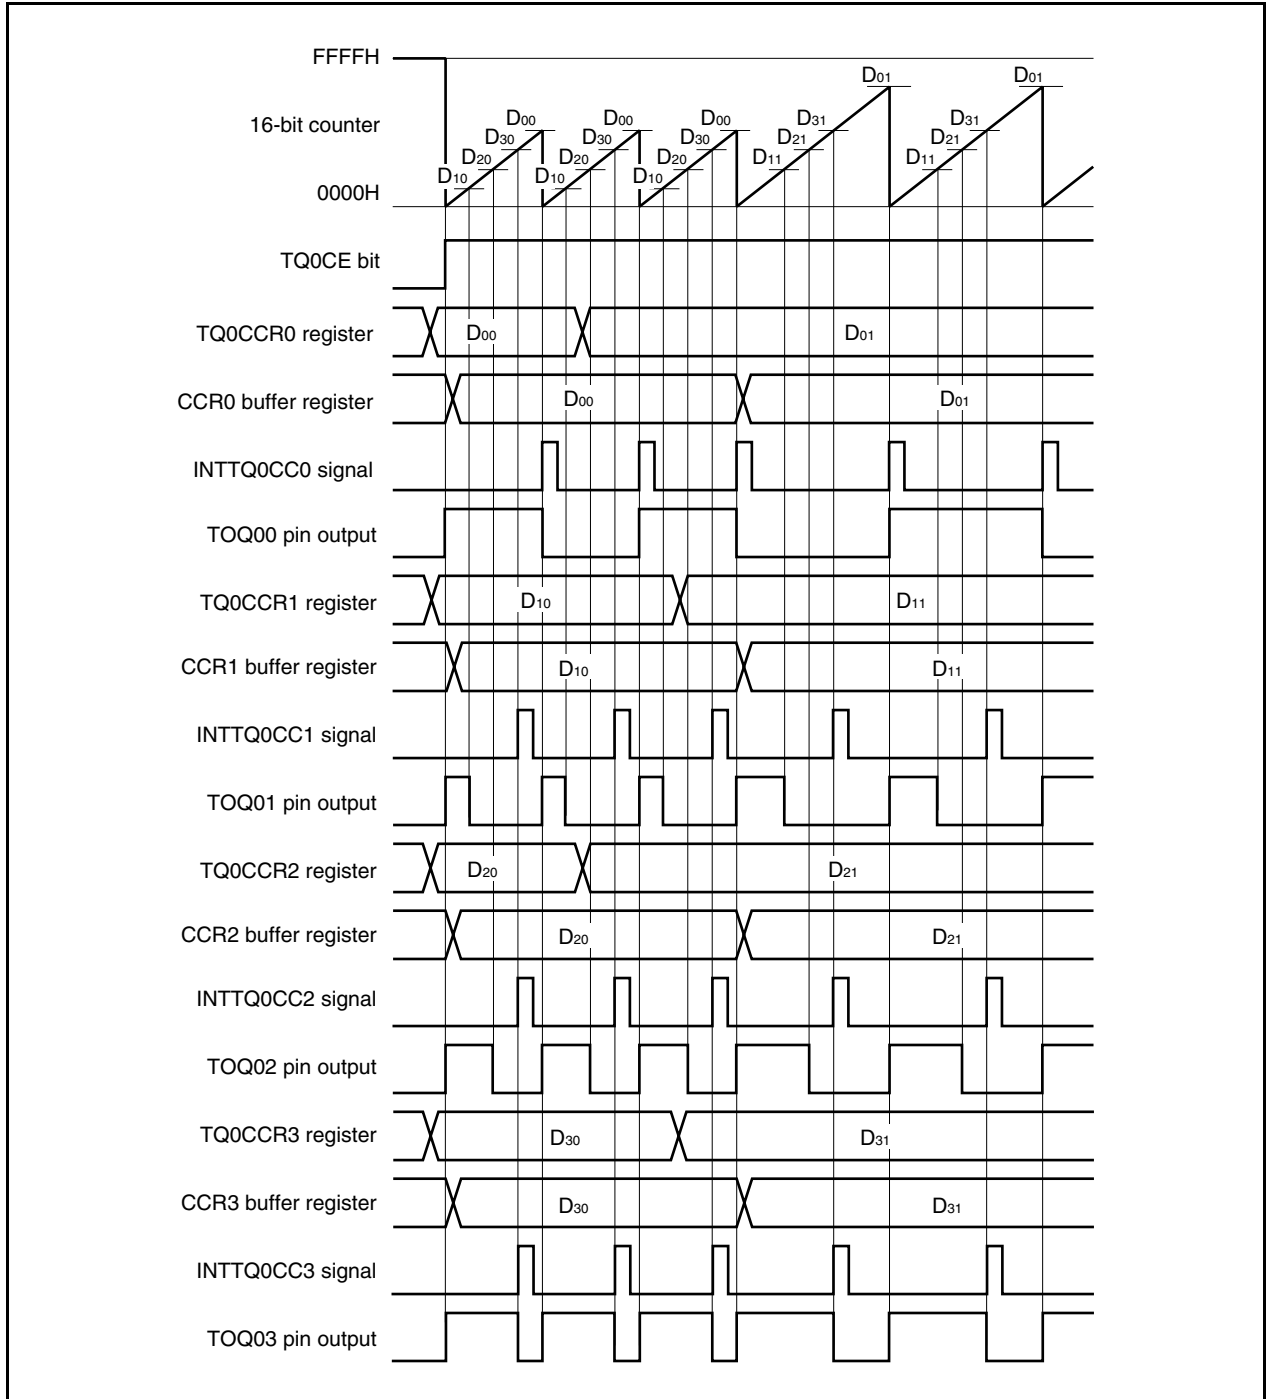 FFFFH
D01 D01
D00 D00 D00 D31 D31
16-bit counter
D30 D30 D30 D21 D21
D20 D20 D20 D11 D11
D10 D10 D10
0000H
TQ0CE bit
TQ0CCR0 register D00 D01
CCR0 buffer register D00 D01
INTTQ0CC0 signal
TOQ00 pin output
TQ0CCR1 register D10 D11
CCR1 buffer register D10 D11
INTTQ0CC1 signal
TOQ01 pin output
TQ0CCR2 register D20 D21
CCR2 buffer register D20 D21
INTTQ0CC2 signal
TOQ02 pin output
TQ0CCR3 register D30 D31
CCR3 buffer register D30 D31
INTTQ0CC3 signal
TOQ03 pin output